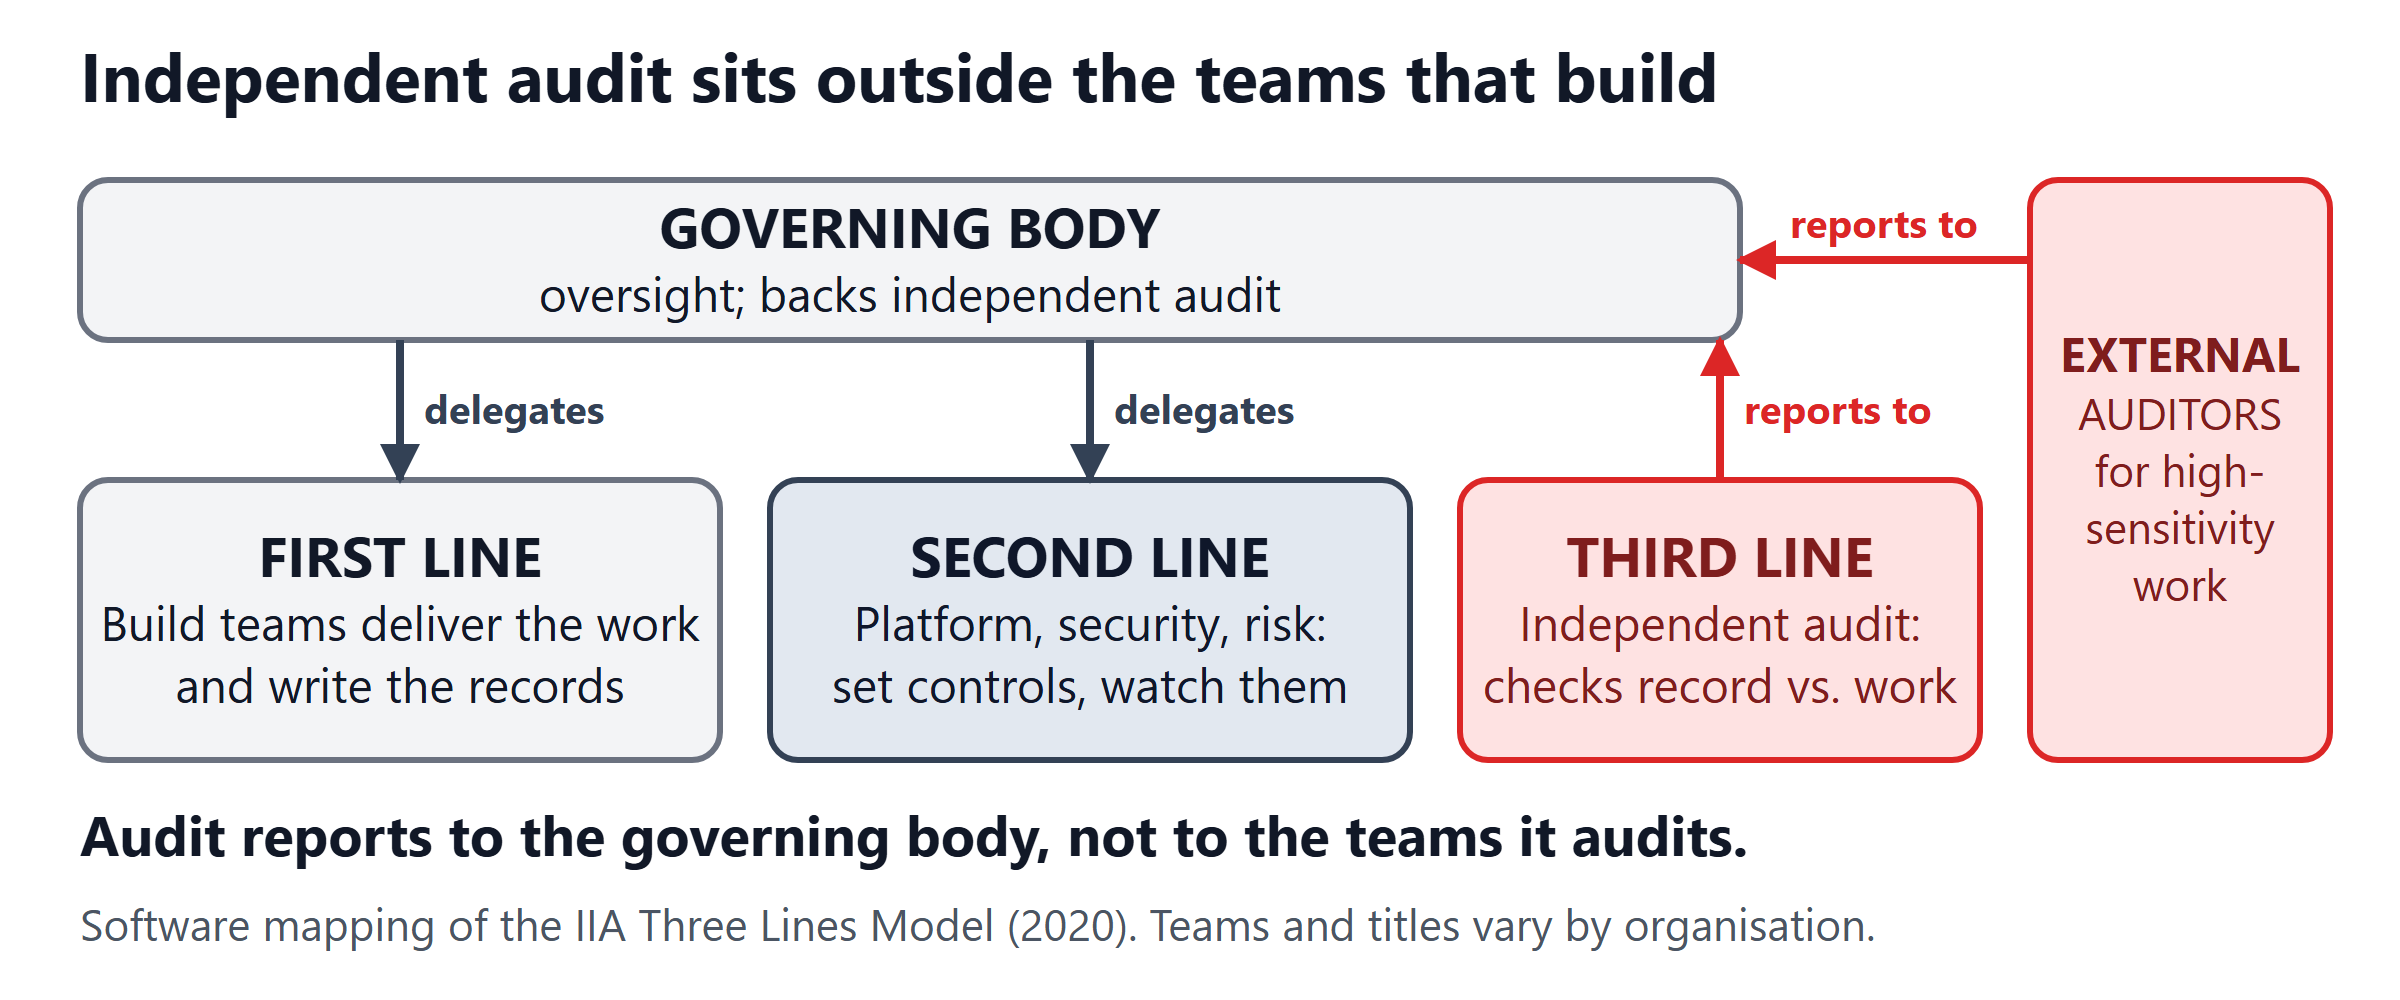 Independent audit sits outside the teams that build
GOVERNING BODY
oversight; backs independent audit
reports to
delegates
delegates
reports to
FIRST LINE
Build teams deliver the work
and write the records
SECOND LINE
Platform, security, risk:
set controls, watch them
THIRD LINE
Independent audit:
checks record vs. work
EXTERNAL
AUDITORS
for high-
sensitivity
work
Audit reports to the governing body, not to the teams it audits.
Software mapping of the IIA Three Lines Model (2020). Teams and titles vary by organisation.